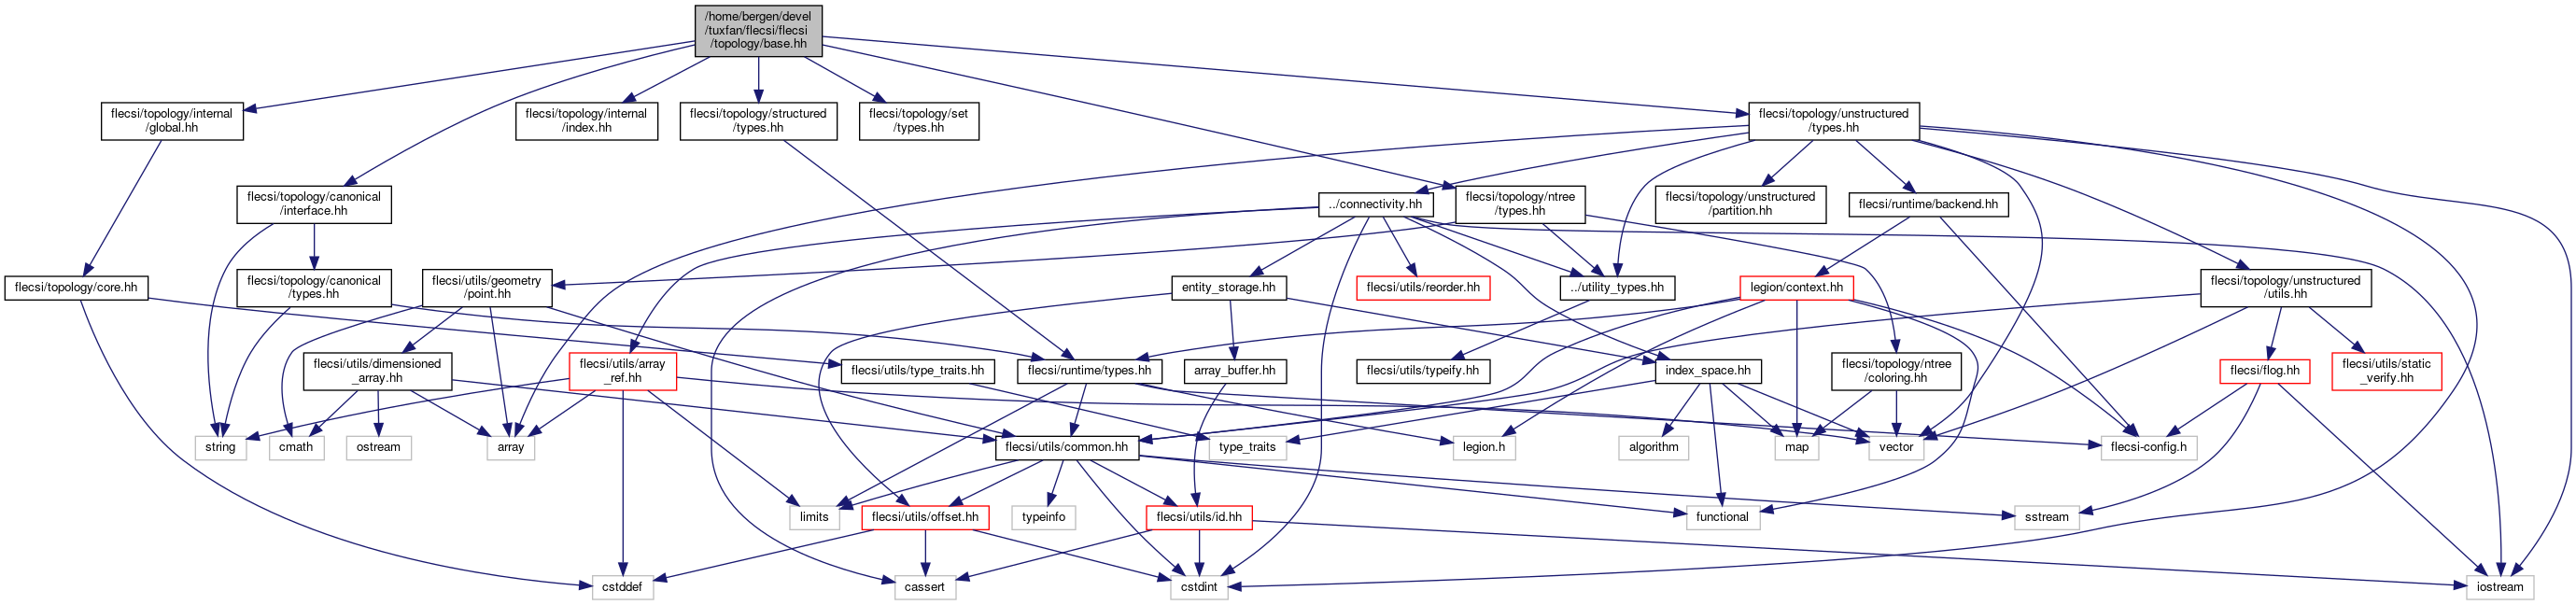 /home/bergen/devel
/tuxfan/flecsi/flecsi
/topology/base.hh
flecsi/topology/internal
/global.hh
flecsi/topology/internal
/index.hh
flecsi/topology/structured
/types.hh
flecsi/topology/set
/types.hh
flecsi/topology/unstructured
/types.hh
flecsi/topology/canonical
/interface.hh
../connectivity.hh
flecsi/topology/ntree
/types.hh
flecsi/topology/unstructured
/partition.hh
flecsi/runtime/backend.hh
flecsi/topology/core.hh
flecsi/topology/canonical
/types.hh
flecsi/utils/geometry
/point.hh
entity_storage.hh
flecsi/utils/reorder.hh
../utility_types.hh
legion/context.hh
flecsi/topology/unstructured
/utils.hh
flecsi/utils/dimensioned
_array.hh
flecsi/utils/array
_ref.hh
flecsi/utils/type_traits.hh
flecsi/runtime/types.hh
array_buffer.hh
flecsi/utils/typeify.hh
index_space.hh
flecsi/topology/ntree
/coloring.hh
flecsi/flog.hh
flecsi/utils/static
_verify.hh
string
cmath
ostream
array
flecsi/utils/common.hh
type_traits
legion.h
algorithm
map
vector
flecsi-config.h
limits
flecsi/utils/offset.hh
typeinfo
flecsi/utils/id.hh
functional
sstream
cstddef
cassert
cstdint
iostream